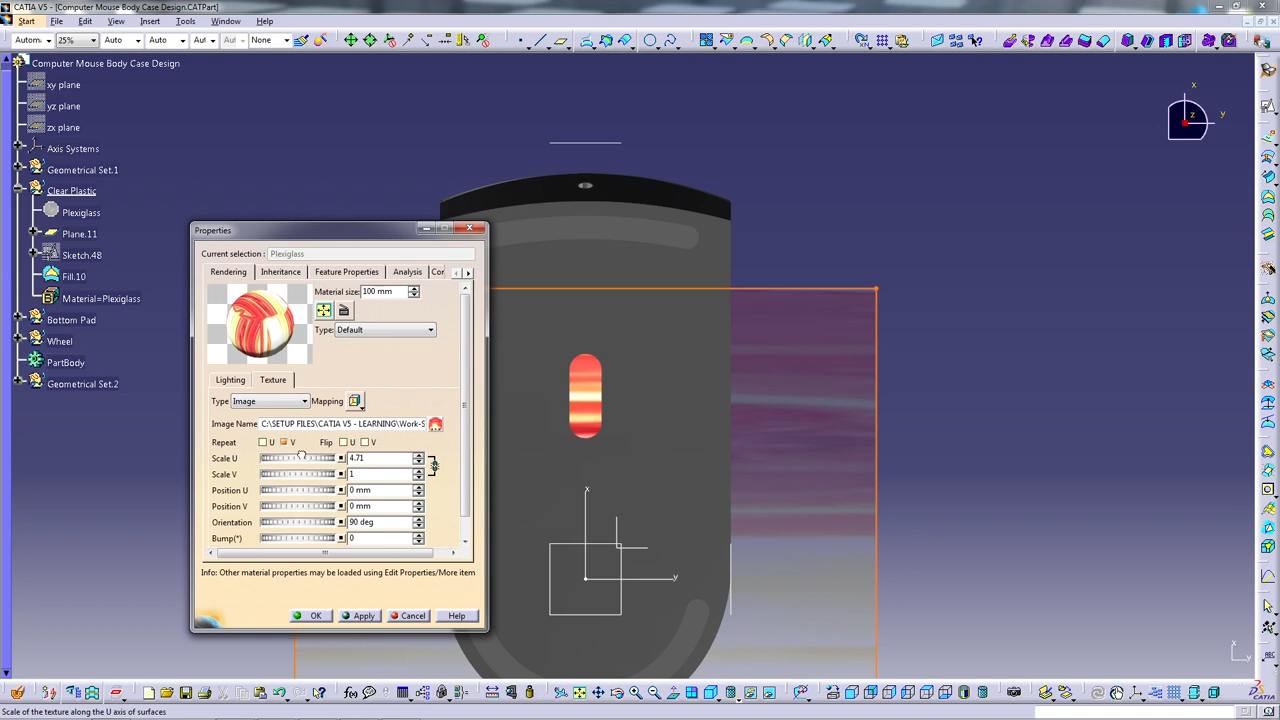 CATIA V5 - [Computer Mouse Body Case Design.CATPart]
Start File Edit View Insert Tools Window Help
Autom 25% Auto Auto Aut Aut None
Computer Mouse Body Case Design
xy plane
yz plane
zx plane
Axis Systems
Geometrical Set.1
Clear Plastic
Plexiglass
Plane.11
Sketch.48
Fill.10
Material=Plexiglass
Bottom Pad
Wheel
PartBody
Geometrical Set.2
x
z
y
Properties
Current selection : Plexiglass
Rendering Inheritance Feature Properties Analysis Cor
Material size: 100 mm
Type: Default
Lighting Texture
Type Image Mapping
Image Name C:\SETUP FILES\CATIA V5 - LEARNING\Work-S
Repeat U V Flip U V
Scale U 4.71
Scale V 1
Position U 0 mm
Position V 0 mm
Orientation 90 deg
Bump(*) 0
Info: Other material properties may be loaded using Edit Properties/More item
OK Apply Cancel Help
x
y
x
y
f(x)
ABC
CATIA
Scale of the texture along the U axis of surfaces